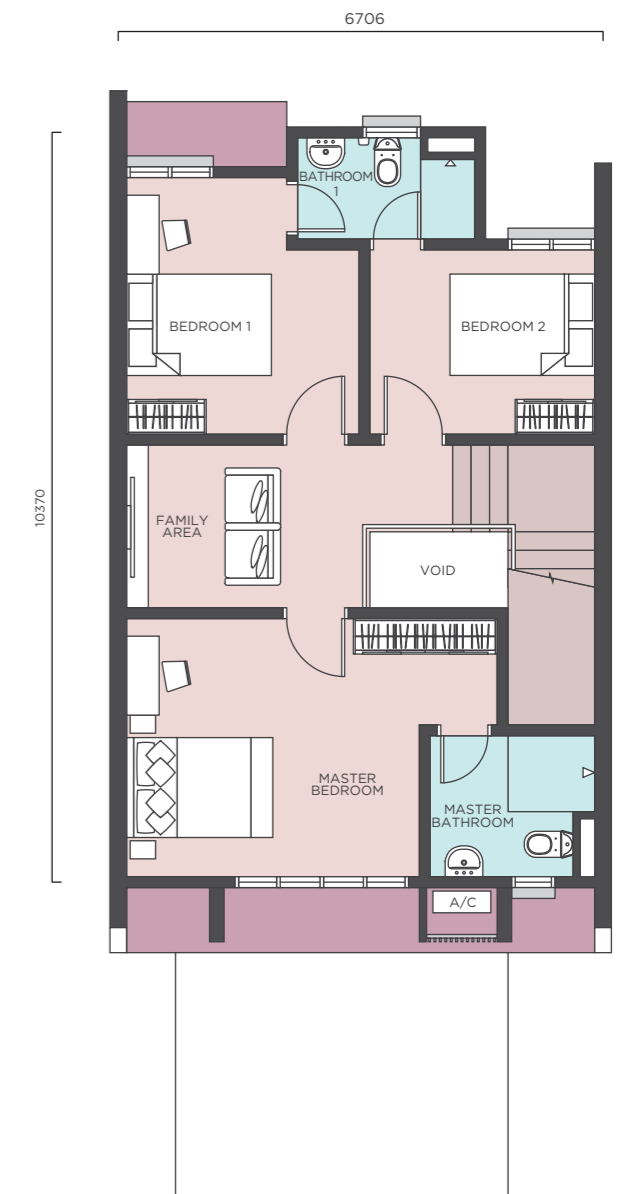 6706
BATHROOM
1
BEDROOM 1
BEDROOM 2
10370
FAMILY
AREA
VOID
MASTER
BEDROOM
MASTER
BATHROOM
A/C